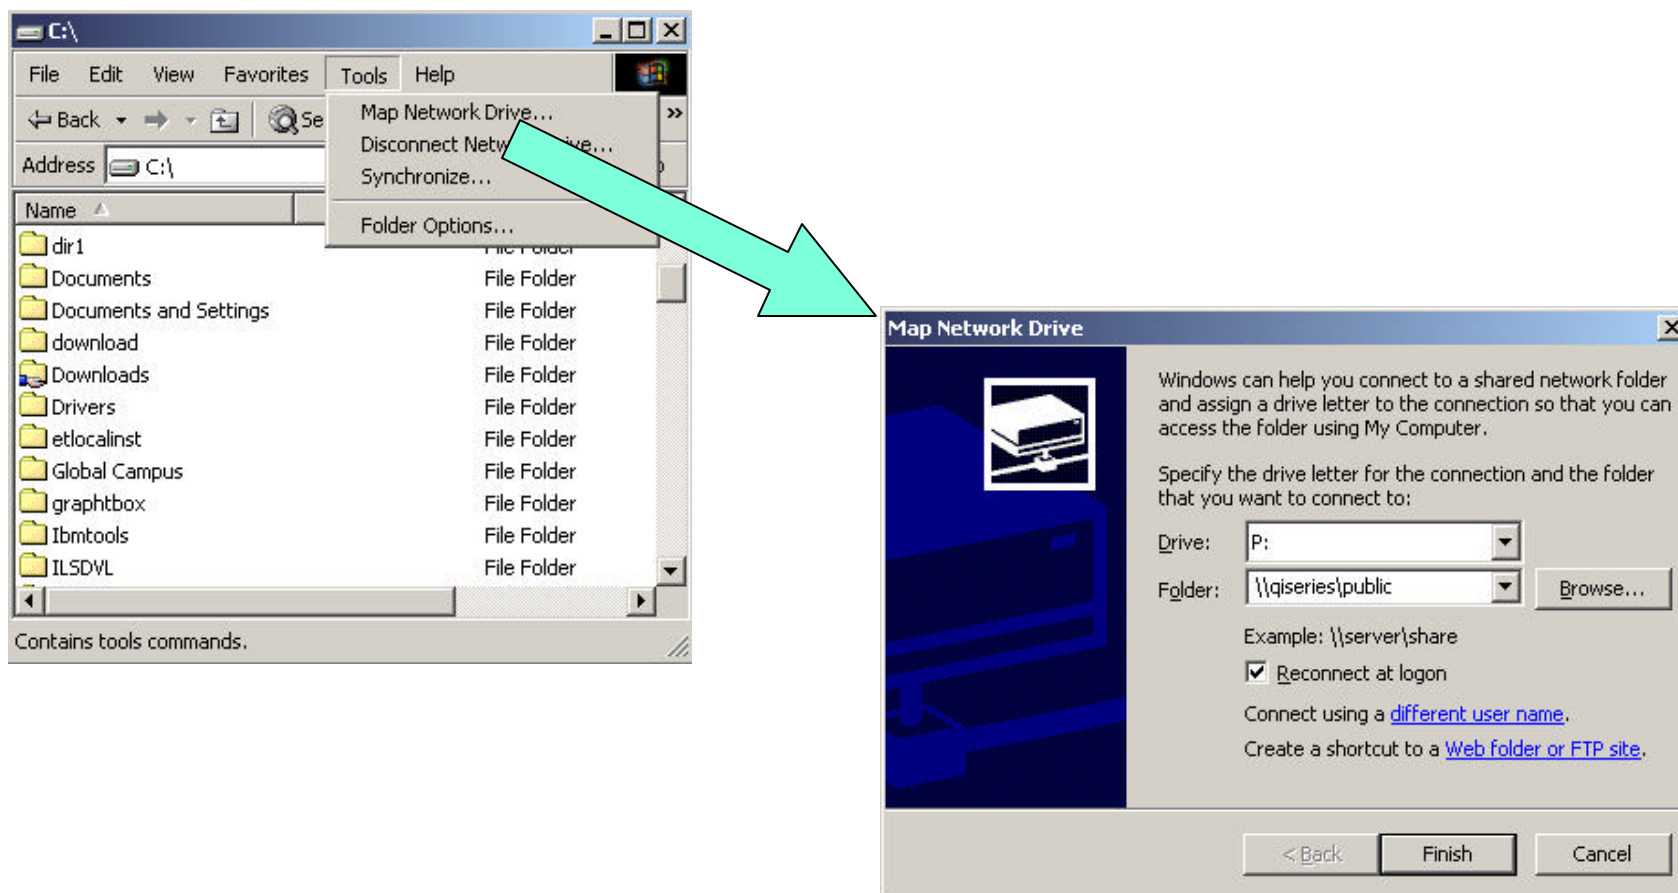 C:\
File Edit View Favorites Tools Help
Back Se »
Map Network Drive...
Disconnect Network Drive...
Synchronize...
Folder Options...
Address C:\
Name
dir1 File Folder
Documents File Folder
Documents and Settings File Folder
download File Folder
Downloads File Folder
Drivers File Folder
etlocalinst File Folder
Global Campus File Folder
graphtbox File Folder
Ibmtools File Folder
ILSDVL File Folder
Contains tools commands.
Map Network Drive
Windows can help you connect to a shared network folder
and assign a drive letter to the connection so that you can
access the folder using My Computer.
Specify the drive letter for the connection and the folder
that you want to connect to:
Drive: P:
Folder: \\qiseries\public Browse...
Example: \\server\share
Reconnect at logon
Connect using a different user name.
Create a shortcut to a Web folder or FTP site.
< Back Finish Cancel